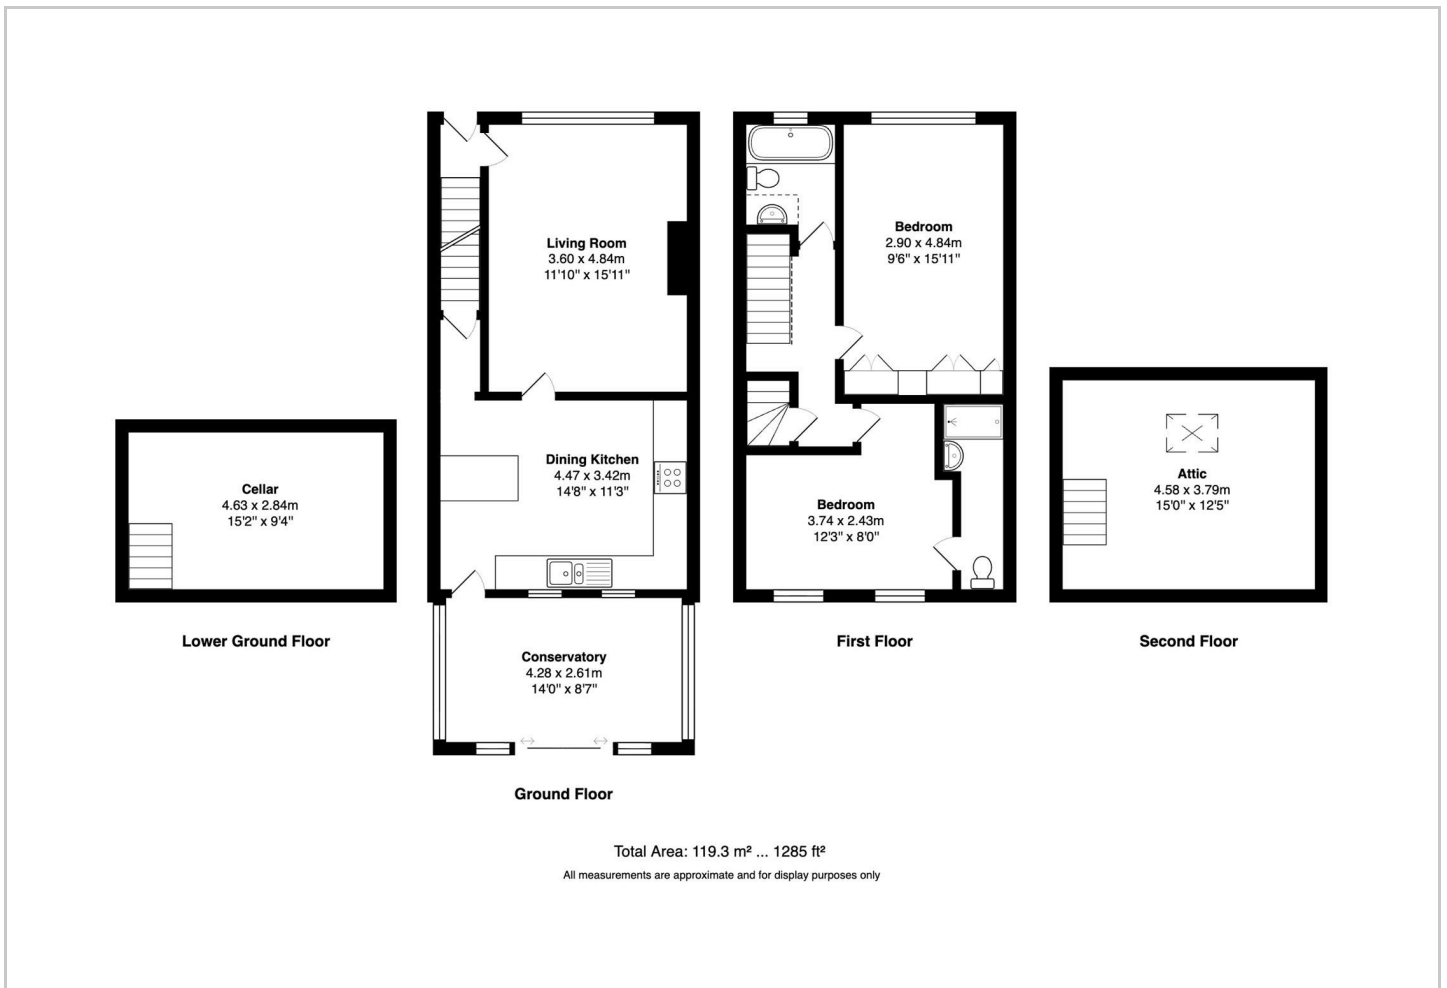 Living Room
3.60 x 4.84m
11'10" x 15'11"
Dining Kitchen
4.47 x 3.42m
14'8" x 11'3"
Conservatory
4.28 x 2.61m
14'0" x 8'7"
Ground Floor
Cellar
4.63 x 2.84m
15'2" x 9'4"
Lower Ground Floor
Bedroom
2.90 x 4.84m
9'6" x 15'11"
Bedroom
3.74 x 2.43m
12'3" x 8'0"
First Floor
Attic
4.58 x 3.79m
15'0" x 12'5"
Second Floor
Total Area: 119.3 m² ... 1285 ft²
All measurements are approximate and for display purposes only